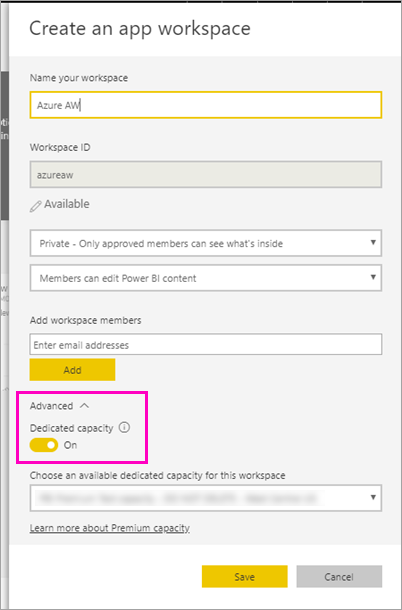 Create an app workspace
Name your workspace
Azure AW
Workspace ID
azureaw
Available
Private - Only approved members can see what's inside
Members can edit Power BI content
Add workspace members
Enter email addresses
Add
Advanced
Dedicated capacity
On
Choose an available dedicated capacity for this workspace
Learn more about Premium capacity
Save
Cancel